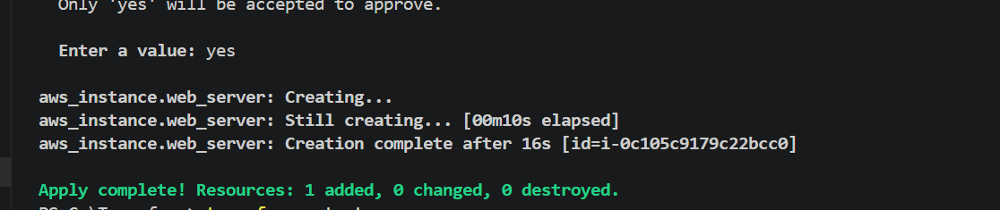 Only 'yes' will be accepted to approve.
Enter a value: yes
aws_instance.web_server: Creating...
aws_instance.web_server: Still creating... [00m10s elapsed]
aws_instance.web_server: Creation complete after 16s [id=i-0c105c9179c22bcc0]
Apply complete! Resources: 1 added, 0 changed, 0 destroyed.